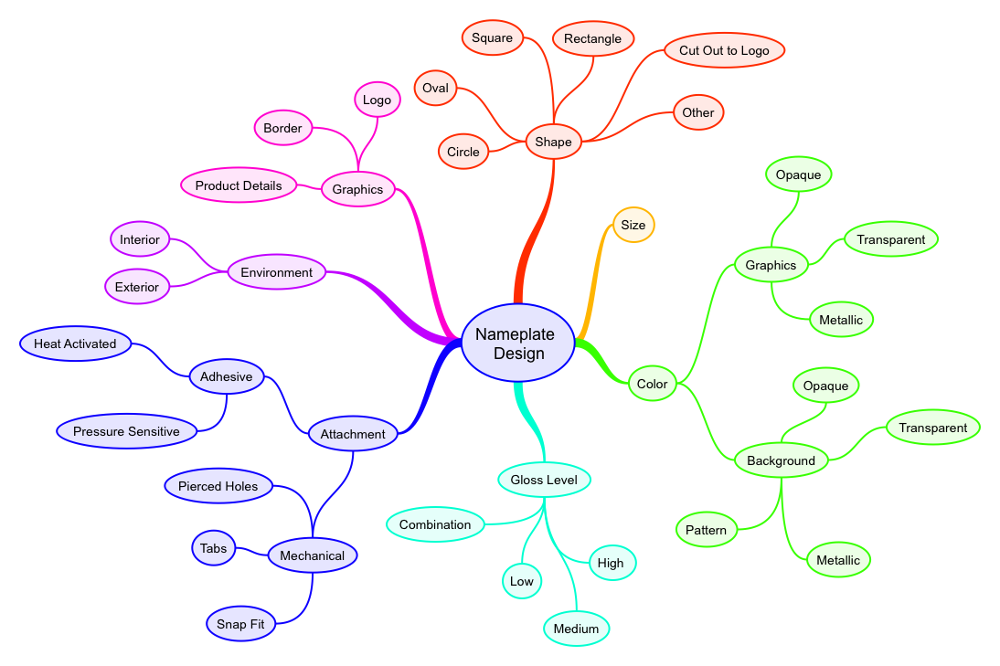 Nameplate
Design
Shape
Square
Rectangle
Cut Out to Logo
Oval
Other
Circle
Size
Color
Graphics
Opaque
Transparent
Metallic
Background
Opaque
Transparent
Pattern
Metallic
Gloss Level
Combination
Low
High
Medium
Attachment
Adhesive
Heat Activated
Pressure Sensitive
Mechanical
Pierced Holes
Tabs
Snap Fit
Environment
Interior
Exterior
Graphics
Logo
Border
Product Details